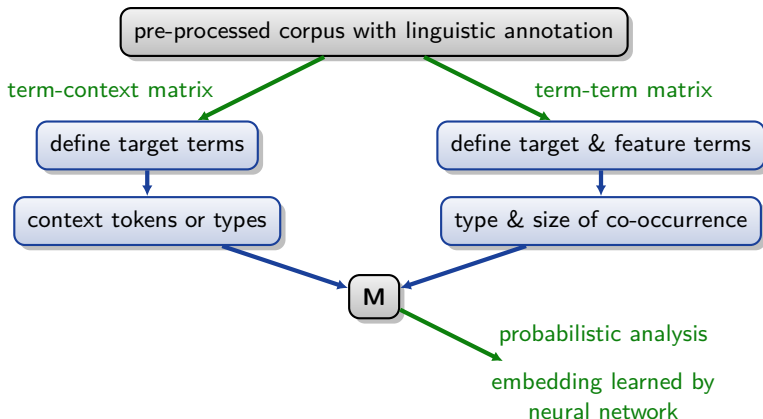 pre-processed corpus with linguistic annotation
term-context matrix
term-term matrix
define target terms
define target & feature terms
context tokens or types
type & size of co-occurrence
M
probabilistic analysis
embedding learned by
neural network